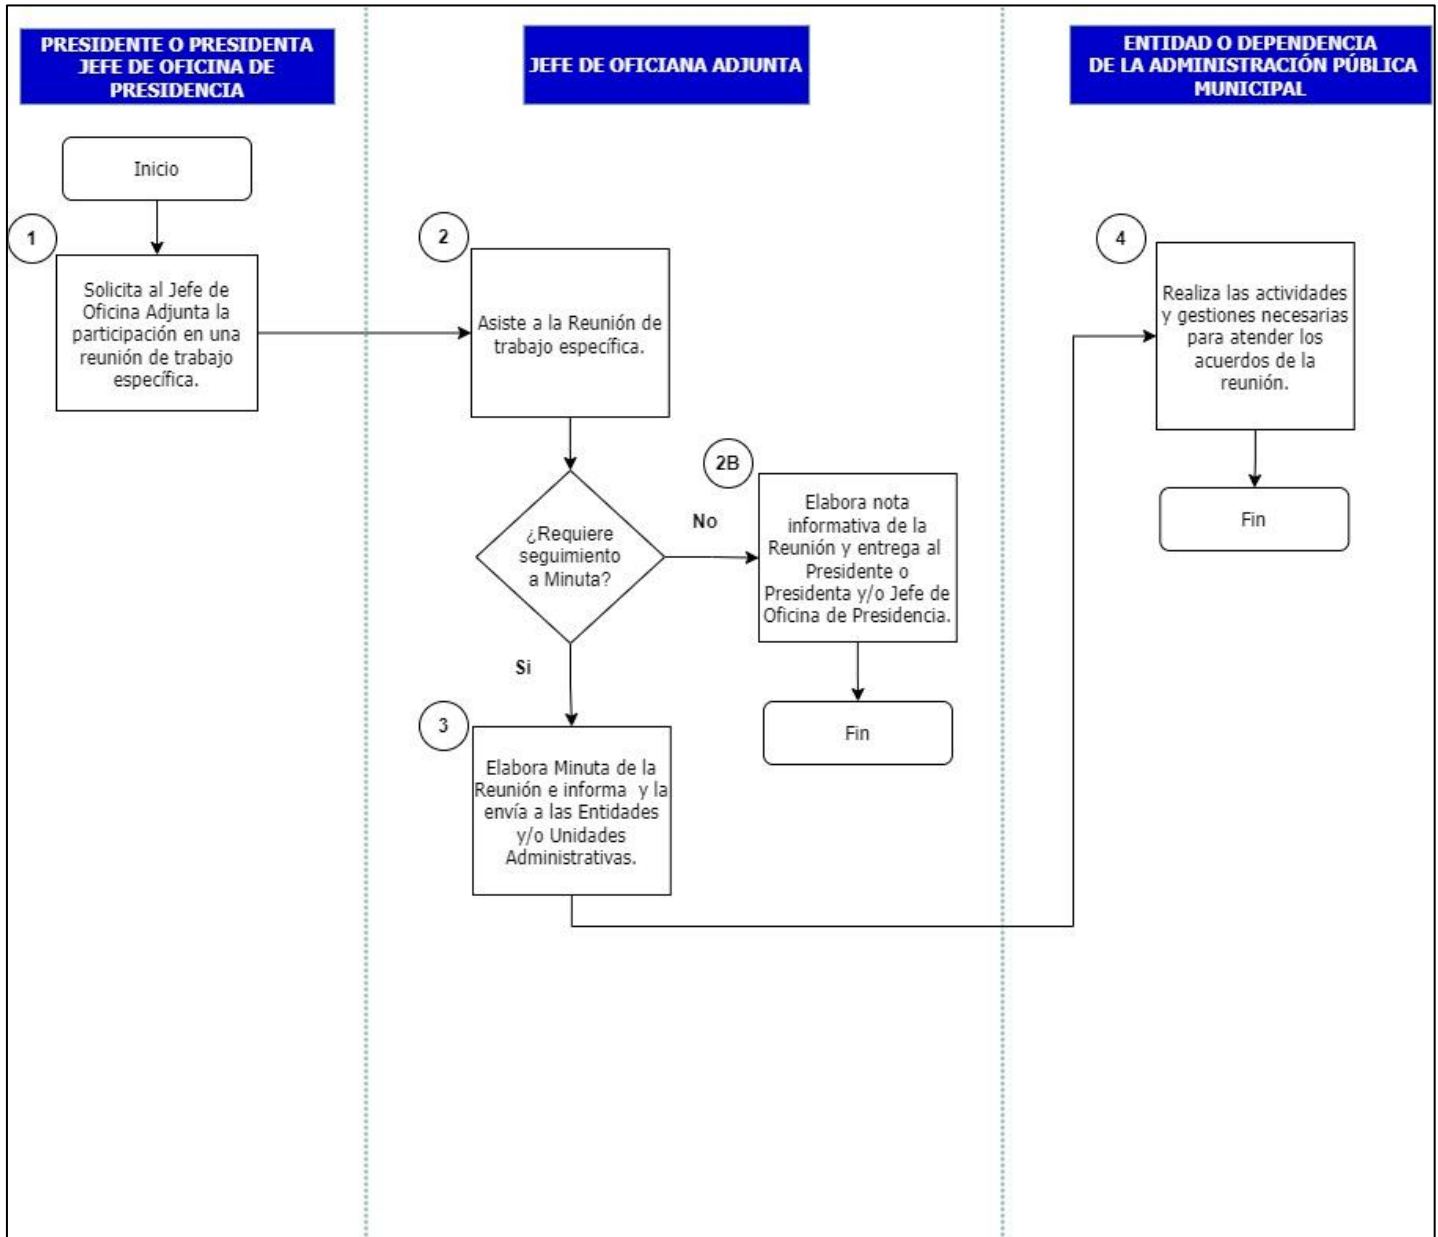 PRESIDENTE O PRESIDENTA
JEFE DE OFICINA DE
PRESIDENCIA
JEFE DE OFICIANA ADJUNTA
ENTIDAD O DEPENDENCIA
DE LA ADMINISTRACIÓN PÚBLICA
MUNICIPAL
Inicio
1
Solicita al Jefe de
Oficina Adjunta la
participación en una
reunión de trabajo
específica.
2
Asiste a la Reunión de
trabajo específica.
¿Requiere
seguimiento
a Minuta?
No
2B
Elabora nota
informativa de la
Reunión y entrega al
Presidente o
Presidenta y/o Jefe de
Oficina de Presidencia.
Fin
Si
3
Elabora Minuta de la
Reunión e informa y la
envía a las Entidades
y/o Unidades
Administrativas.
4
Realiza las actividades
y gestiones necesarias
para atender los
acuerdos de la
reunión.
Fin